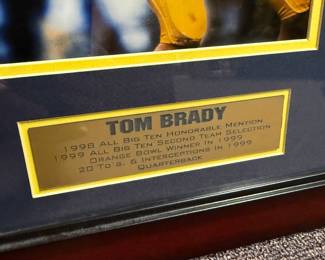 TOM BRADY
1998 ALL BIG TEN HONORABLE MENTION
1999 ALL BIG TEN SECOND TEAM SELECTION
ORANGE BOWL WINNER IN 1999
20 TD'S, 6 INTERCEPTIONS IN 1999
QUARTERBACK